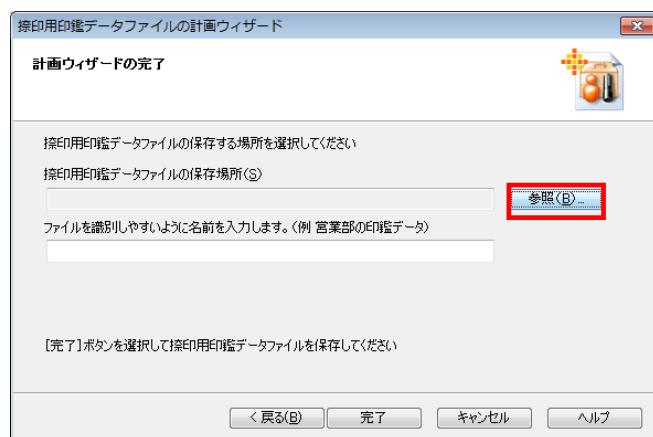 捺印用印鑑データファイルの計画ウィザード
計画ウィザードの完了
捺印用印鑑データファイルの保存する場所を選択してください
捺印用印鑑データファイルの保存場所(S)
参照(B)...
ファイルを識別しやすいように名前を入力します。(例 営業部の印鑑データ)
[完了]ボタンを選択して捺印用印鑑データファイルを保存してください
< 戻る(B) 完了 キャンセル ヘルプ